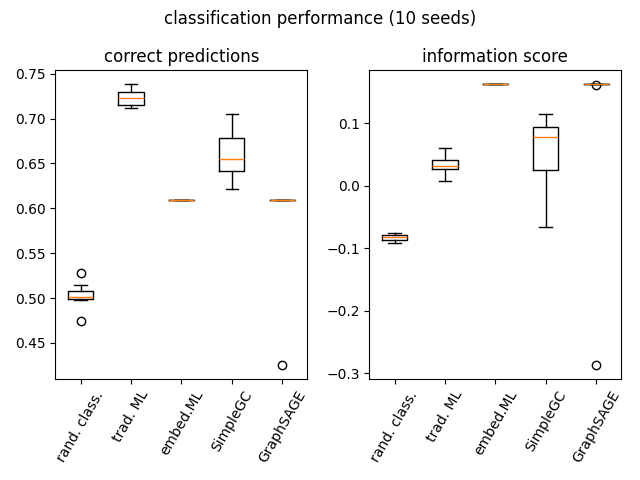 classification performance (10 seeds)
correct predictions
0.75
0.70
0.65
0.60
0.55
0.50
0.45
rand. class.
trad. ML
embed.ML
SimpleGC
GraphSAGE
information score
0.1
0.0
−0.1
−0.2
−0.3
rand. class.
trad. ML
embed.ML
SimpleGC
GraphSAGE